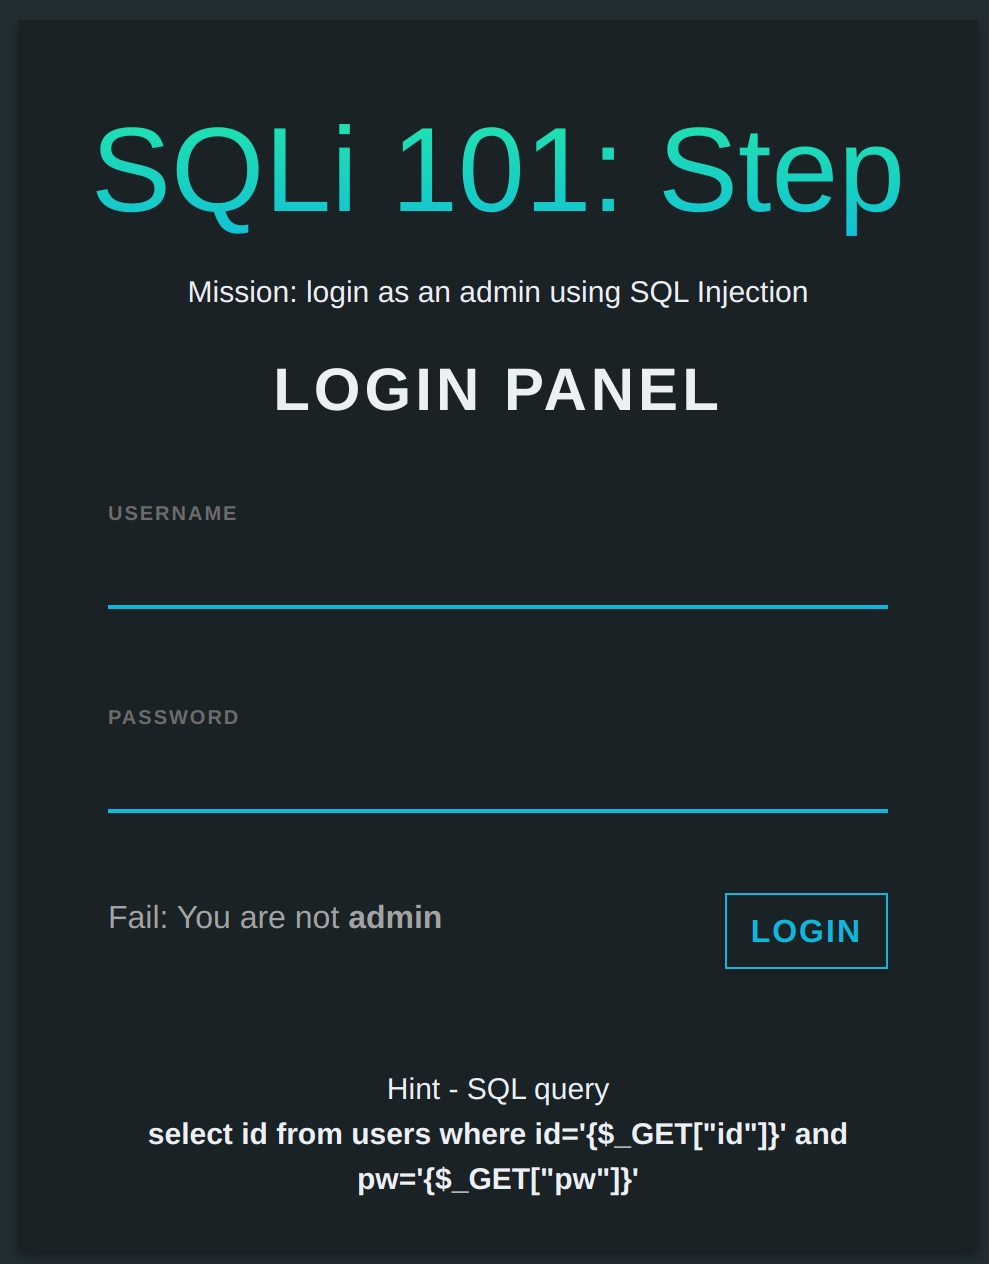 SQLi 101: Step
Mission: login as an admin using SQL Injection
LOGIN PANEL
USERNAME
PASSWORD
Fail: You are not admin
LOGIN
Hint - SQL query
select id from users where id='{$_GET["id"]}' and
pw='{$_GET["pw"]}'